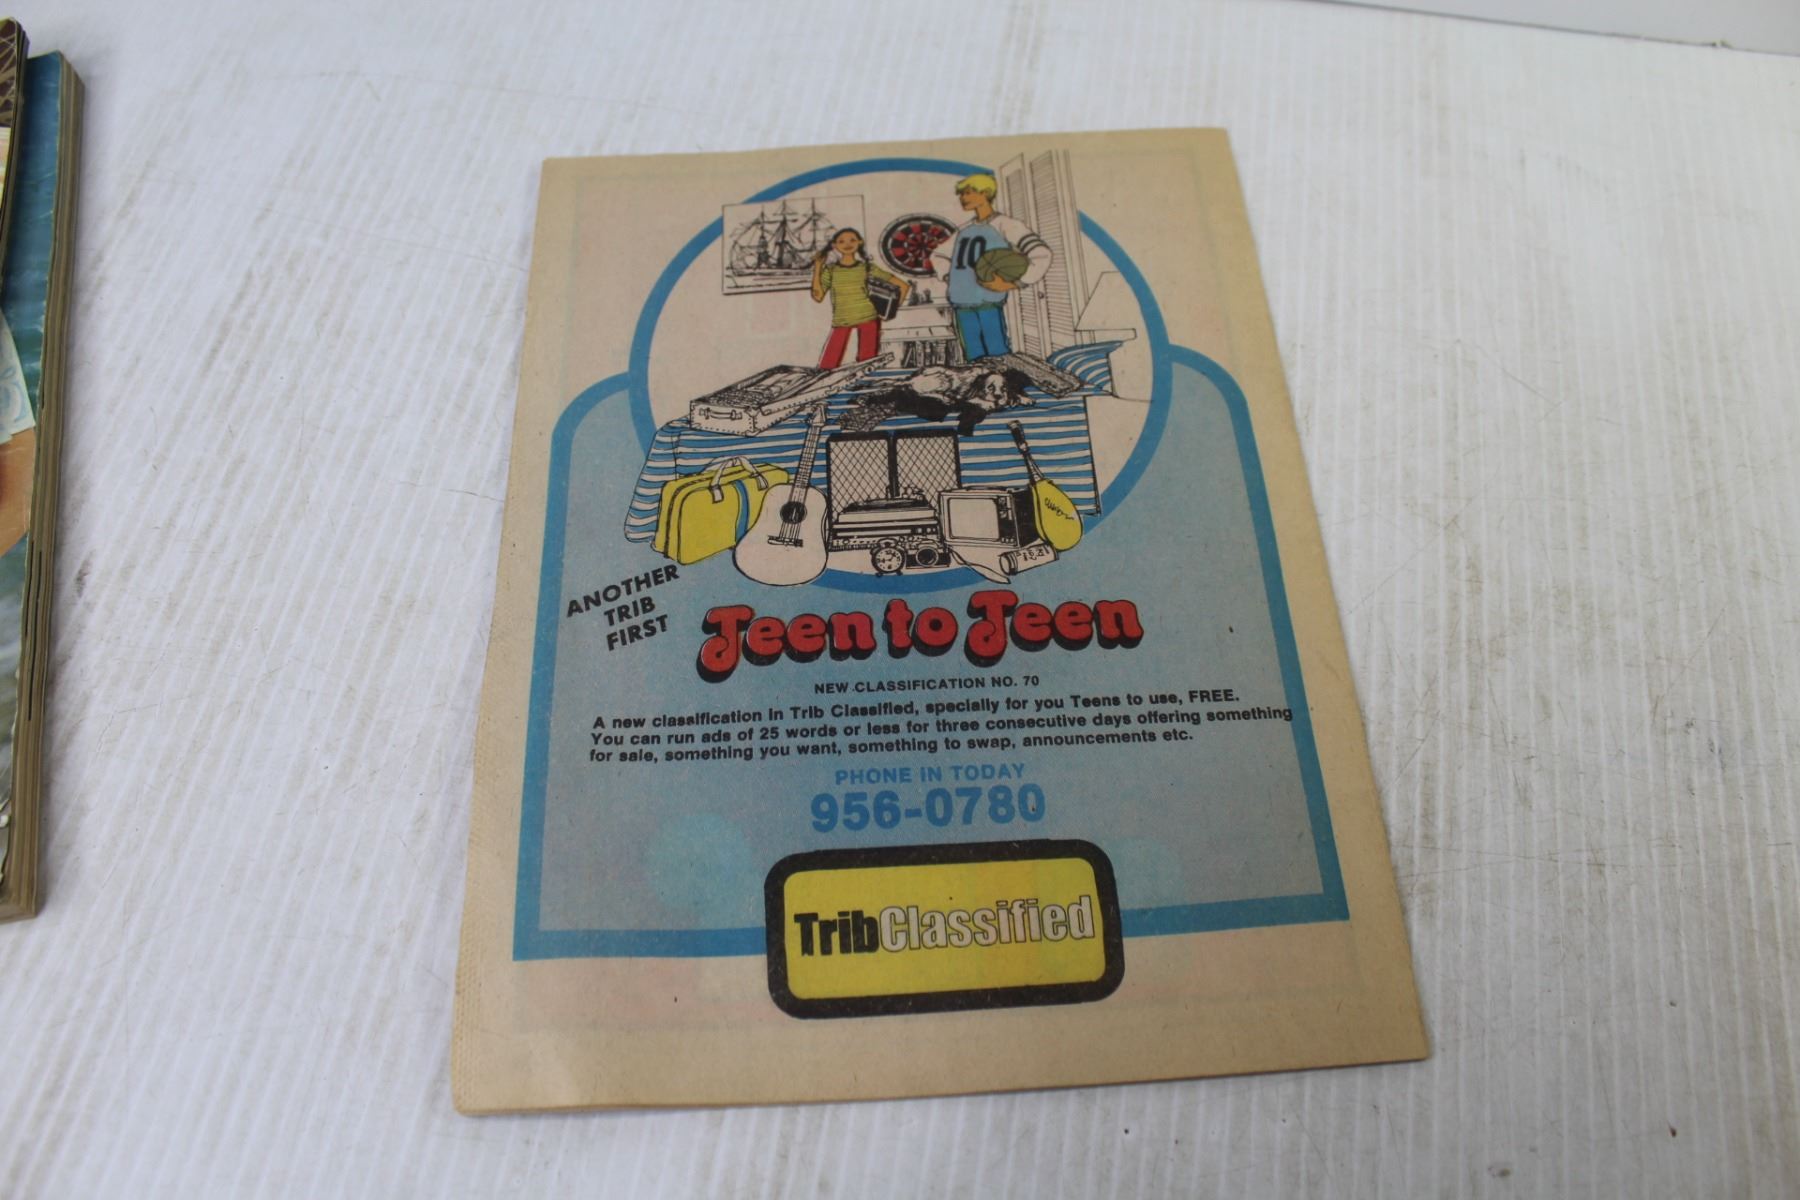 10
ANOTHER
TRIB
FIRST
Teen to Teen
NEW CLASSIFICATION NO. 70
A new classification in Trib Classified, specially for you Teens to use, FREE.
You can run ads of 25 words or less for three consecutive days offering something
for sale, something you want, something to swap, announcements etc.
PHONE IN TODAY
956-0780
TribClassified